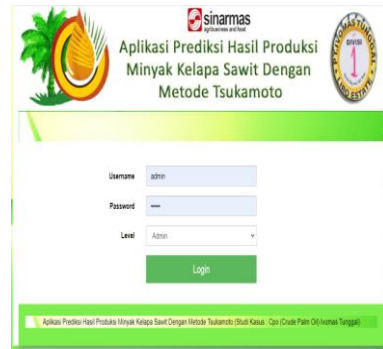 sinarmas
agribusiness and food
Aplikasi Prediksi Hasil Produksi
Minyak Kelapa Sawit Dengan
Metode Tsukamoto
DIVISI
1
Username
admin
Password
Level
Admin
Login
Aplikasi Prediksi Hasil Produksi Minyak Kelapa Sawit Dengan Metode Tsukamoto (Studi Kasus : Cpo (Crude Palm Oil) Ivomas Tunggal)